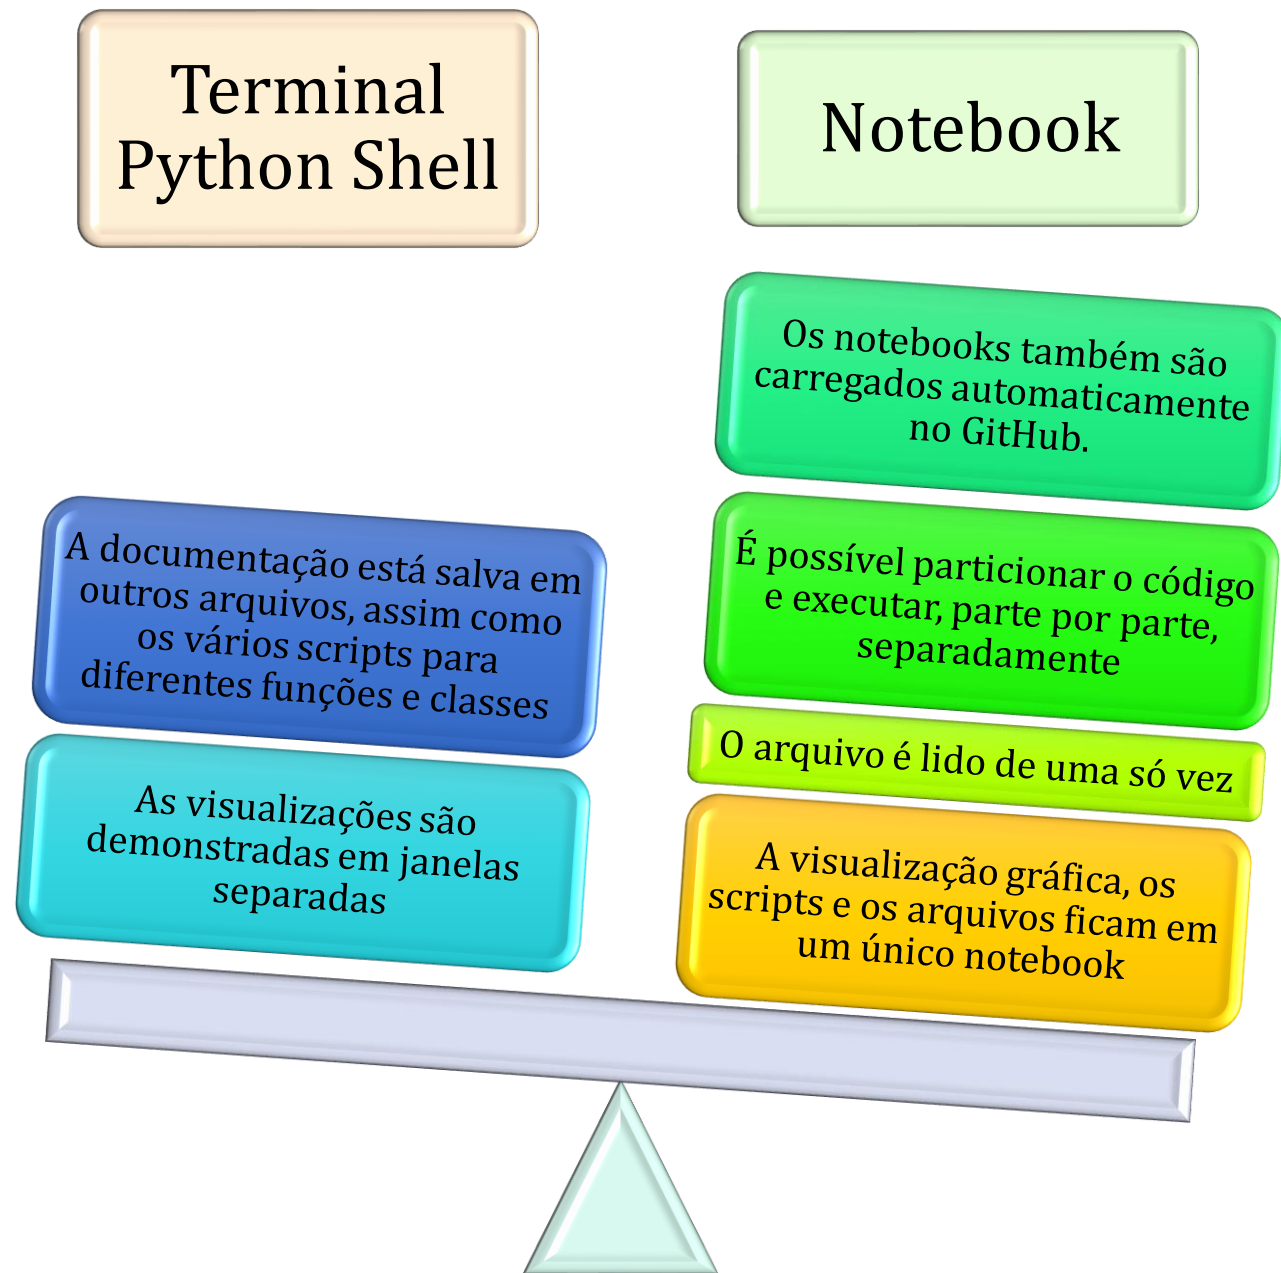 Terminal
Python Shell
Notebook
A documentação está salva em
outros arquivos, assim como
os vários scripts para
diferentes funções e classes
As visualizações são
demonstradas em janelas
separadas
Os notebooks também são
carregados automaticamente
no GitHub.
É possível particionar o código
e executar, parte por parte,
separadamente
O arquivo é lido de uma só vez
A visualização gráfica, os
scripts e os arquivos ficam em
um único notebook